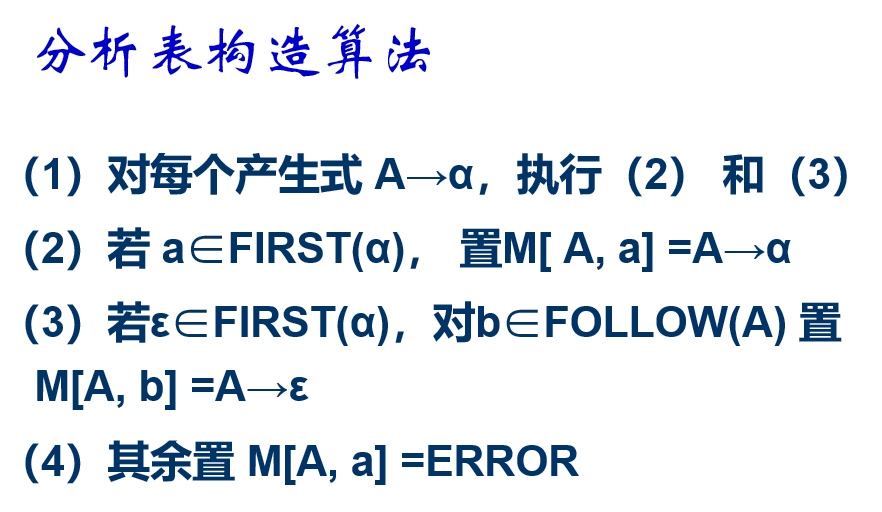 分析表构造算法
（1）对每个产生式 A→α，执行（2） 和（3）
（2）若 a∈FIRST(α)， 置M[ A, a] =A→α
（3）若ε∈FIRST(α)，对b∈FOLLOW(A) 置
M[A, b] =A→ε
（4）其余置 M[A, a] =ERROR